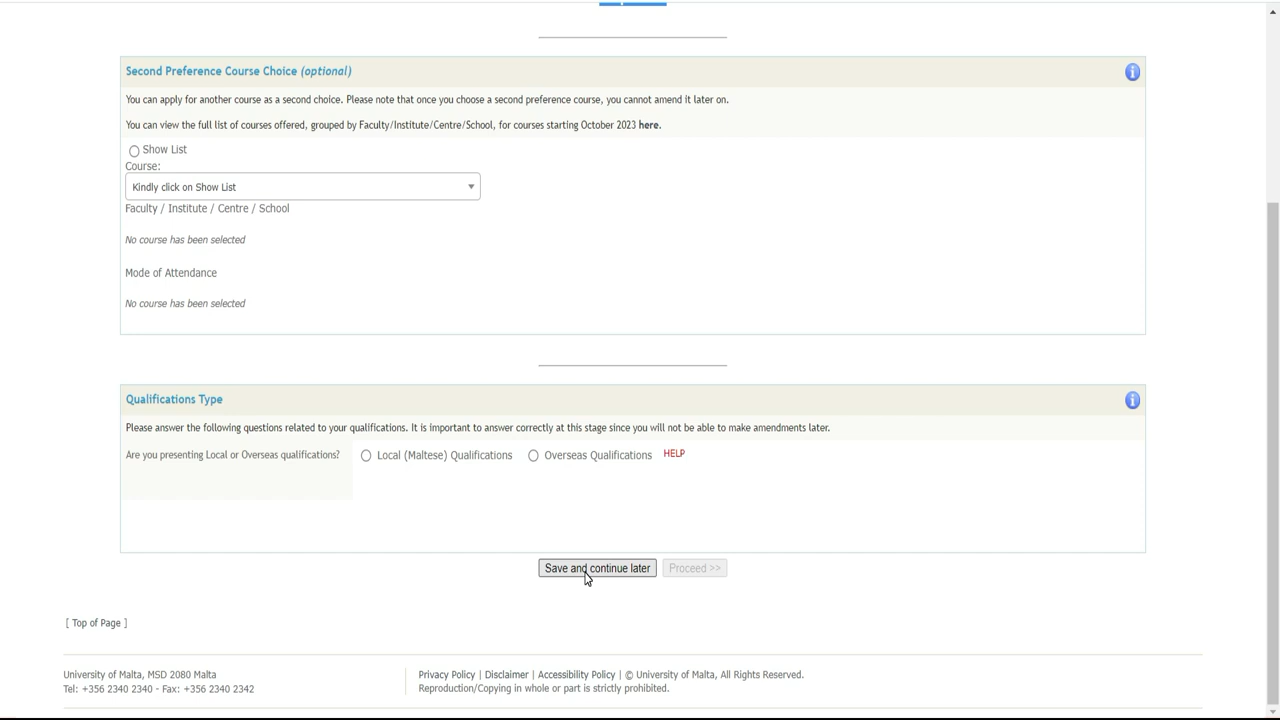 Second Preference Course Choice (optional)
You can apply for another course as a second choice. Please note that once you choose a second preference course, you cannot amend it later on.
You can view the full list of courses offered, grouped by Faculty/Institute/Centre/School, for courses starting October 2023 here.
Show List
Course:
Kindly click on Show List
Faculty / Institute / Centre / School
No course has been selected
Mode of Attendance
No course has been selected
Qualifications Type
Please answer the following questions related to your qualifications. It is important to answer correctly at this stage since you will not be able to make amendments later.
Are you presenting Local or Overseas qualifications? Local (Maltese) Qualifications Overseas Qualifications HELP
Save and continue later Proceed >>
[ Top of Page ]
University of Malta, MSD 2080 Malta
Tel: +356 2340 2340 - Fax: +356 2340 2342
Privacy Policy | Disclaimer | Accessibility Policy | © University of Malta, All Rights Reserved.
Reproduction/Copying in whole or part is strictly prohibited.